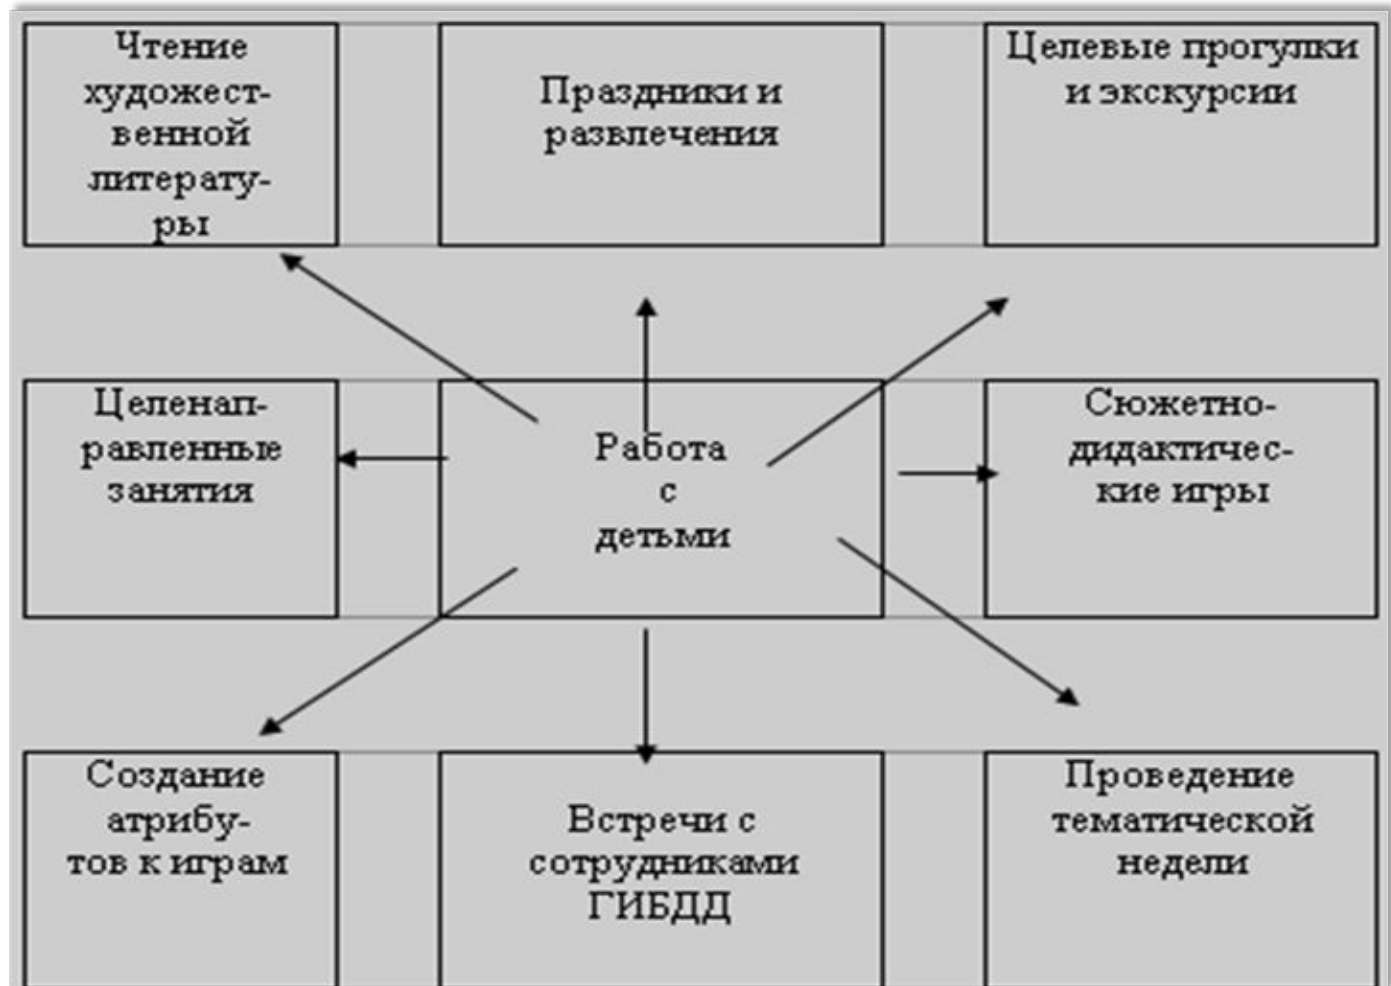 Чтение
художест-
венной
литерату-
ры
Праздники и
развлечения
Целевые прогулки
и экскурсии
Целенап-
равленные
занятия
Работа
с
детьми
Сюжетно-
дидактичес-
кие игры
Создание
атрибу-
тов к играм
Встречи с
сотрудниками
ГИБДД
Проведение
тематической
недели